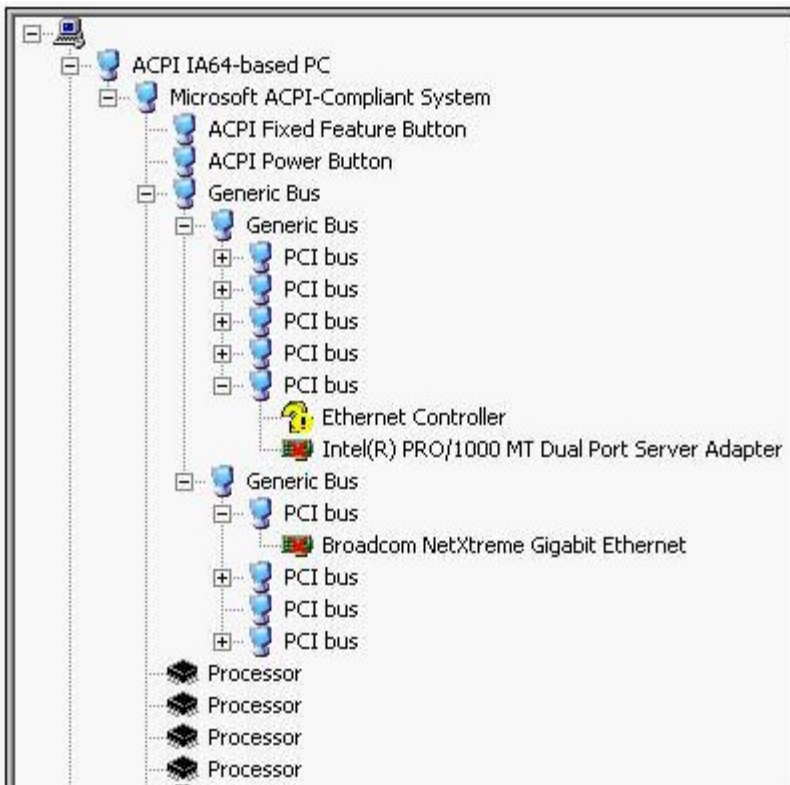 ACPI IA64-based PC
Microsoft ACPI-Compliant System
ACPI Fixed Feature Button
ACPI Power Button
Generic Bus
Generic Bus
PCI bus
PCI bus
PCI bus
PCI bus
PCI bus
Ethernet Controller
Intel(R) PRO/1000 MT Dual Port Server Adapter
Generic Bus
PCI bus
Broadcom NetXtreme Gigabit Ethernet
PCI bus
PCI bus
PCI bus
Processor
Processor
Processor
Processor